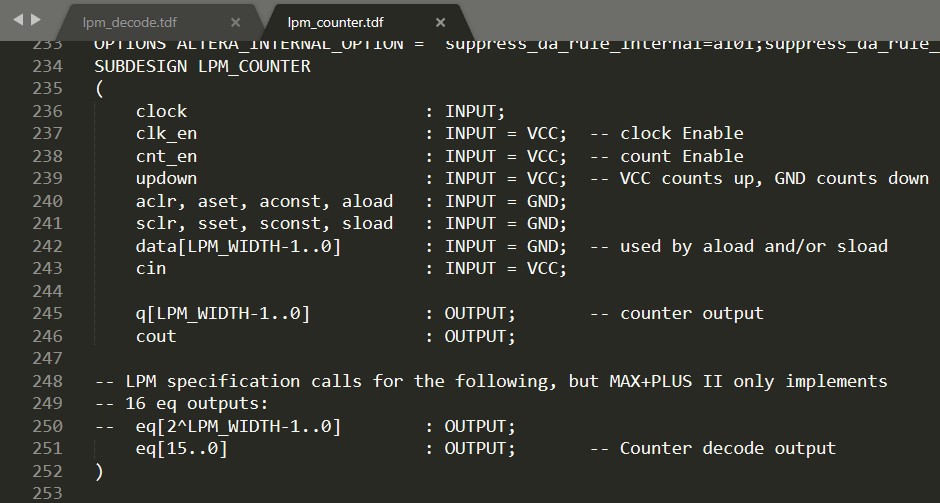 lpm_decode.tdf × lpm_counter.tdf ×
233 OPTIONS ALTERA_INTERNAL_OPTION = suppress_da_rule_internal=a101;suppress_da_rule_
234 SUBDESIGN LPM_COUNTER
235 (
236 clock : INPUT;
237 clk_en : INPUT = VCC; -- clock Enable
238 cnt_en : INPUT = VCC; -- count Enable
239 updown : INPUT = VCC; -- VCC counts up, GND counts down
240 aclr, aset, aconst, aload : INPUT = GND;
241 sclr, sset, sconst, sload : INPUT = GND;
242 data[LPM_WIDTH-1..0] : INPUT = GND; -- used by aload and/or sload
243 cin : INPUT = VCC;
244
245 q[LPM_WIDTH-1..0] : OUTPUT; -- counter output
246 cout : OUTPUT;
247
248 -- LPM specification calls for the following, but MAX+PLUS II only implements
249 -- 16 eq outputs:
250 -- eq[2^LPM_WIDTH-1..0] : OUTPUT;
251 eq[15..0] : OUTPUT; -- Counter decode output
252 )
253